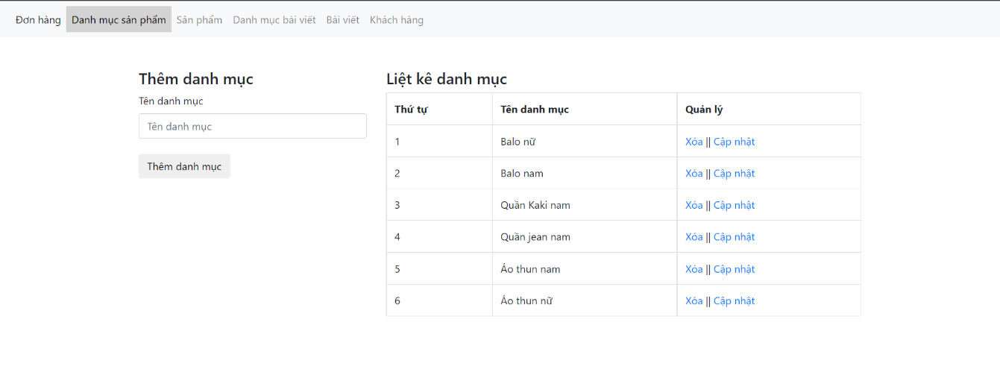 Đơn hàng Danh mục sản phẩm Sản phẩm Danh mục bài viết Bài viết Khách hàng
Thêm danh mục
Tên danh mục
Tên danh mục
Thêm danh mục
Liệt kê danh mục
Thứ tự Tên danh mục Quản lý
1 Balo nữ Xóa || Cập nhật
2 Balo nam Xóa || Cập nhật
3 Quần Kaki nam Xóa || Cập nhật
4 Quần jean nam Xóa || Cập nhật
5 Áo thun nam Xóa || Cập nhật
6 Áo thun nữ Xóa || Cập nhật